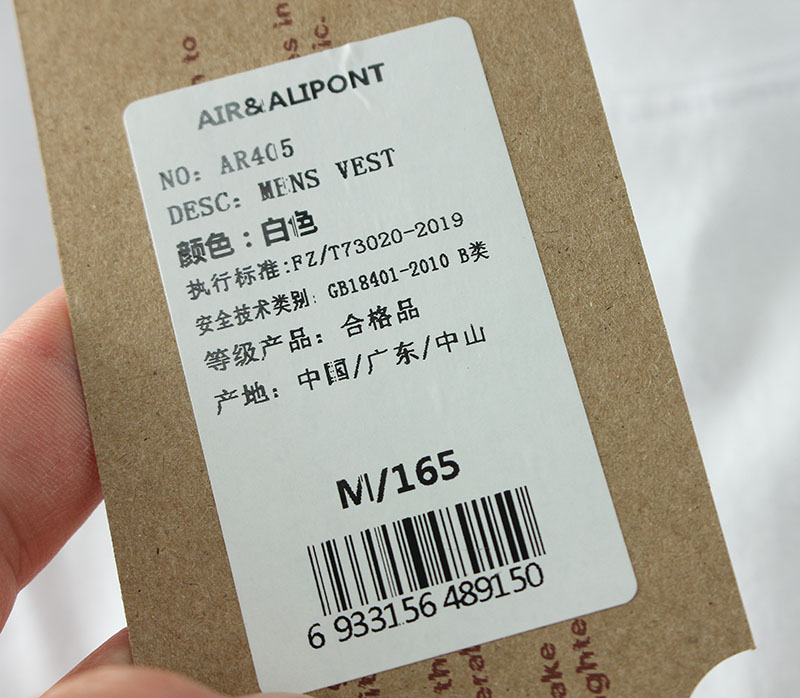 AIR&ALIPONT
NO: AR405
DESC: MENS VEST
颜色：白色
执行标准:FZ/T73020-2019
安全技术类别: GB18401-2010 B类
等级产品: 合格品
产地: 中国/广东/中山
M/165
6 933156 489150